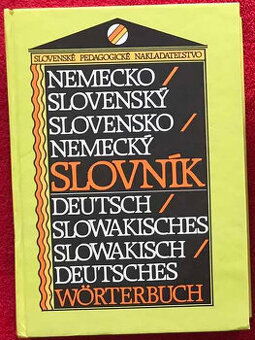 SLOVENSKÉ PEDAGOGICKÉ NAKLADATEĽSTVO
NEMECKO /
SLOVENSKÝ
SLOVENSKO /
NEMECKÝ
SLOVNÍK
DEUTSCH /
SLOWAKISCHES
SLOWAKISCH /
DEUTSCHES
WÖRTERBUCH